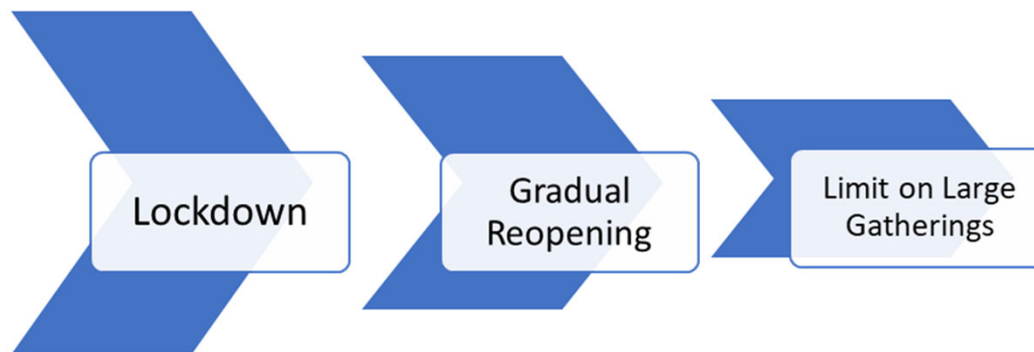 Lockdown
Gradual
Reopening
Limit on Large
Gatherings